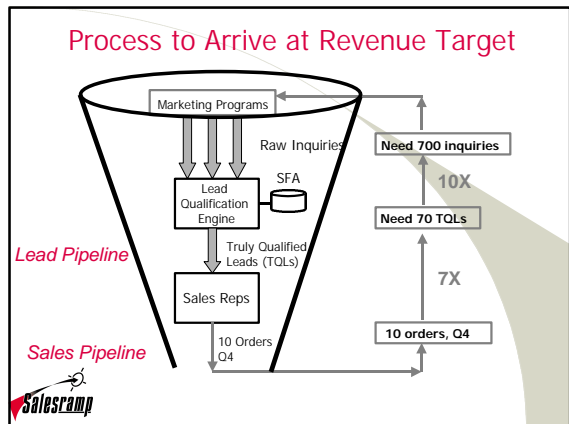 Process to Arrive at Revenue Target
Marketing Programs
Raw Inquiries
Lead
Qualification
Engine
SFA
Truly Qualified
Leads (TQLs)
Lead Pipeline
Sales Reps
10 Orders
Q4
Sales Pipeline
Need 700 inquiries
10X
Need 70 TQLs
7X
10 orders, Q4
Salesramp